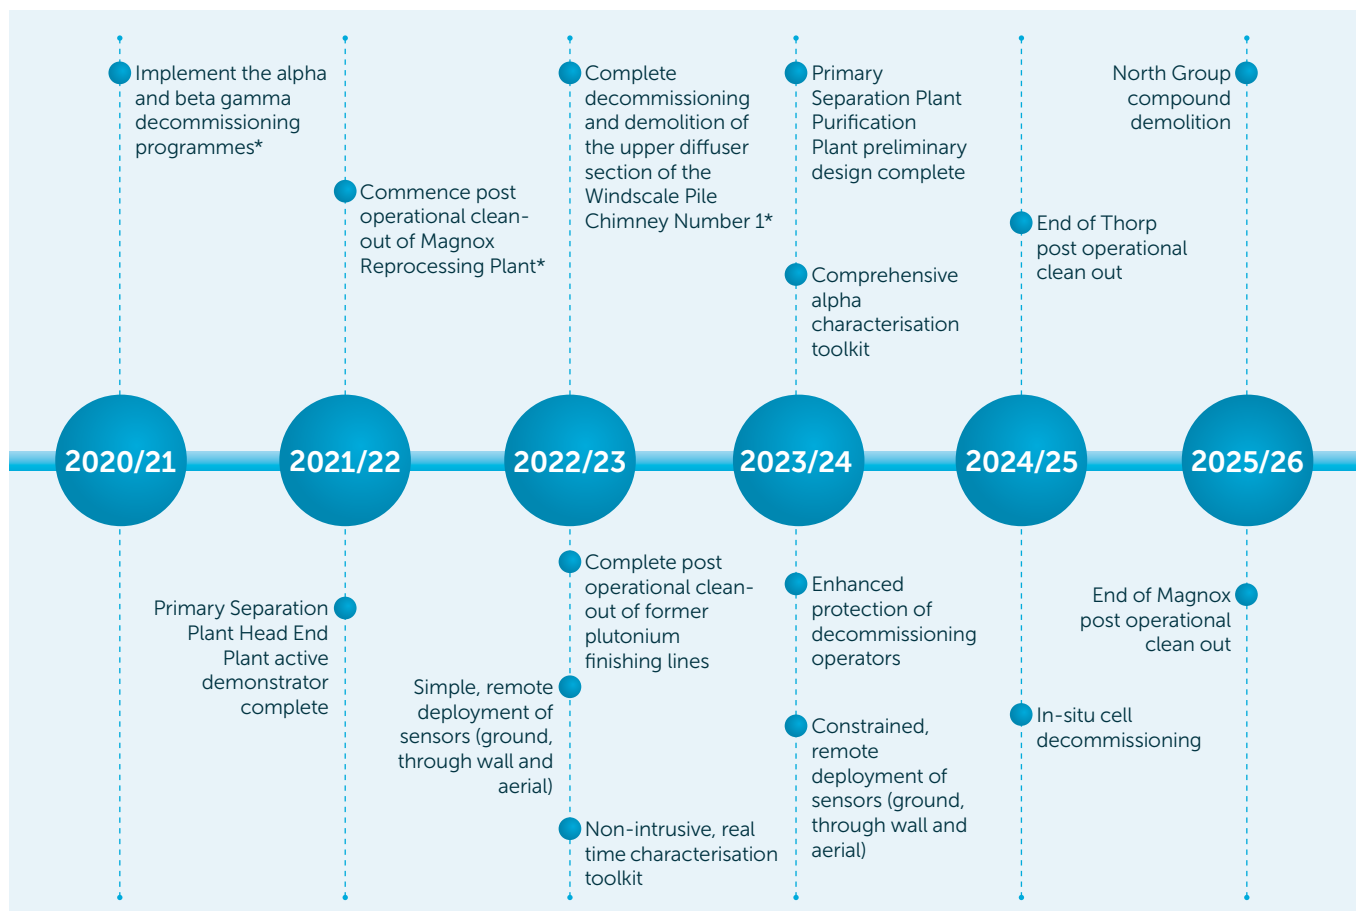 Implement the alpha
and beta gamma
decommissioning
programmes*
Commence post
operational clean-
out of Magnox
Reprocessing Plant*
Complete
decommissioning
and demolition of
the upper diffuser
section of the
Windscale Pile
Chimney Number 1*
Primary
Separation Plant
Purification
Plant preliminary
design complete
Comprehensive
alpha
characterisation
toolkit
End of Thorp
post operational
clean out
North Group
compound
demolition
2020/21
2021/22
2022/23
2023/24
2024/25
2025/26
Primary Separation
Plant Head End
Plant active
demonstrator
complete
Complete post
operational clean-
out of former
plutonium
finishing lines
Simple, remote
deployment of
sensors (ground,
through wall and
aerial)
Non-intrusive, real
time characterisation
toolkit
Enhanced
protection of
decommissioning
operators
Constrained,
remote
deployment of
sensors (ground,
through wall and
aerial)
In-situ cell
decommissioning
End of Magnox
post operational
clean out